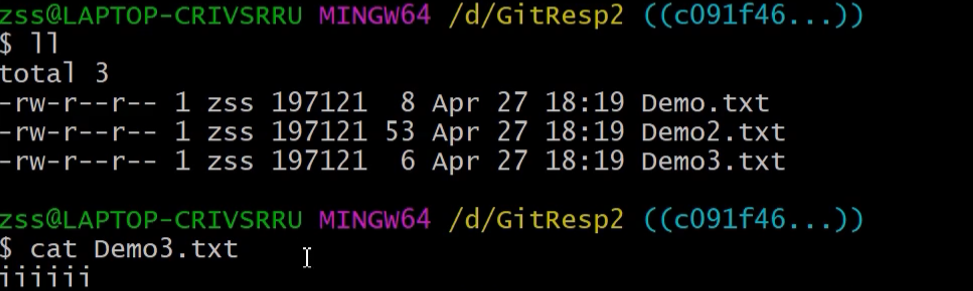 zss@LAPTOP-CRIVSRRU MINGW64 /d/GitResp2 ((c091f46...))
$ ll
total 3
-rw-r--r-- 1 zss 197121  8 Apr 27 18:19 Demo.txt
-rw-r--r-- 1 zss 197121 53 Apr 27 18:19 Demo2.txt
-rw-r--r-- 1 zss 197121  6 Apr 27 18:19 Demo3.txt
zss@LAPTOP-CRIVSRRU MINGW64 /d/GitResp2 ((c091f46...))
$ cat Demo3.txt
iiiiii